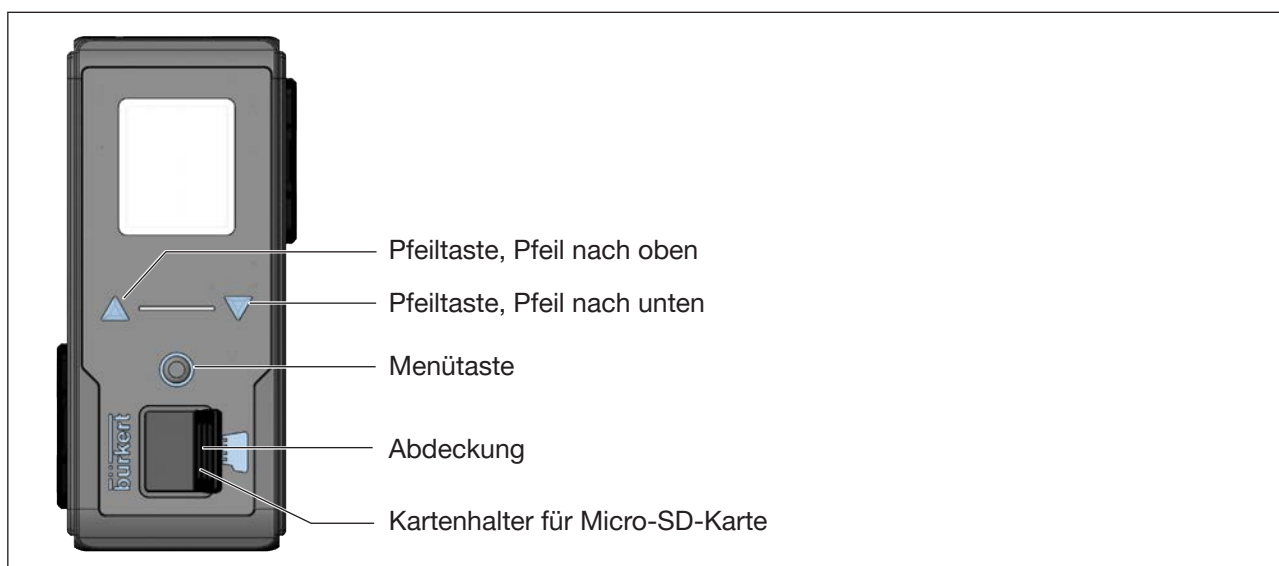 Pfeiltaste, Pfeil nach oben
Pfeiltaste, Pfeil nach unten
Menütaste
bürkert
Abdeckung
Kartenhalter für Micro-SD-Karte